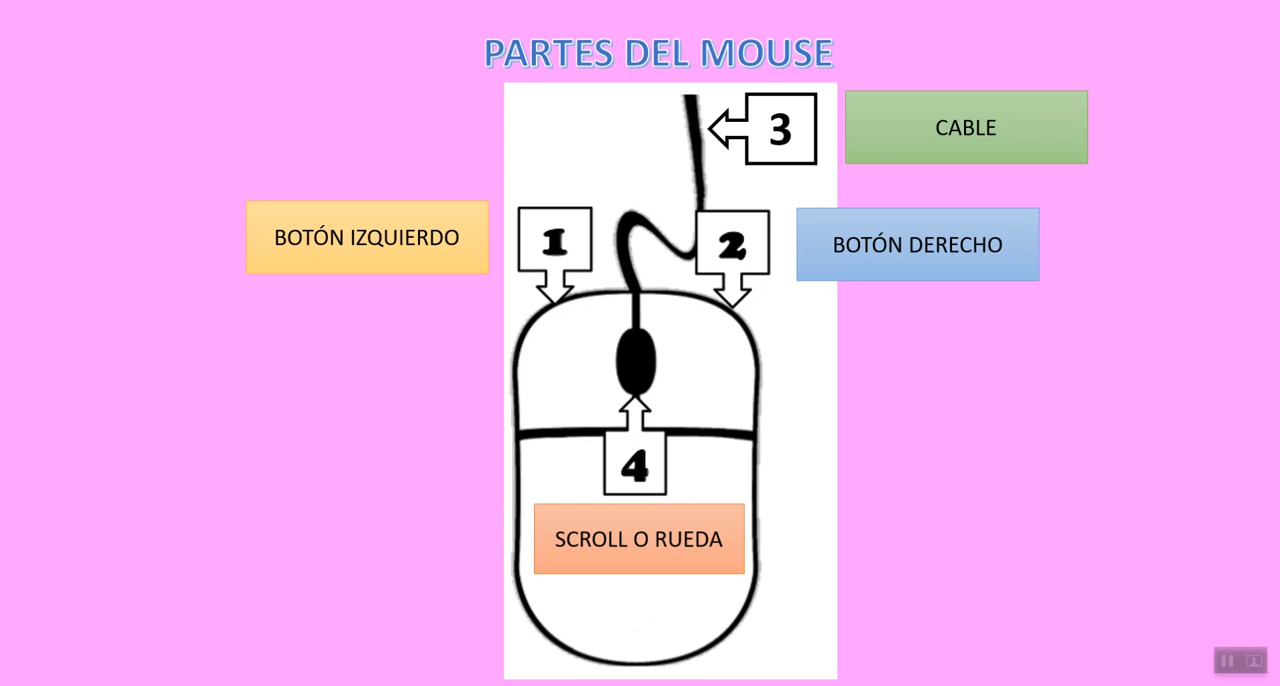 PARTES DEL MOUSE
3
CABLE
BOTÓN IZQUIERDO
1
2
BOTÓN DERECHO
4
SCROLL O RUEDA